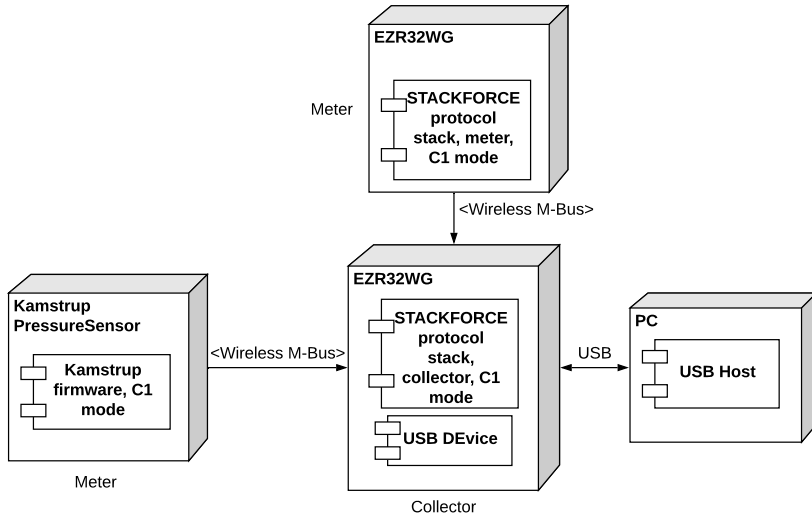 EZR32WG
Meter
STACKFORCE
protocol
stack, meter,
C1 mode
<Wireless M-Bus>
Kamstrup
PressureSensor
Kamstrup
firmware, C1
mode
Meter
<Wireless M-Bus>
EZR32WG
STACKFORCE
protocol
stack,
collector, C1
mode
USB DEvice
Collector
USB
PC
USB Host